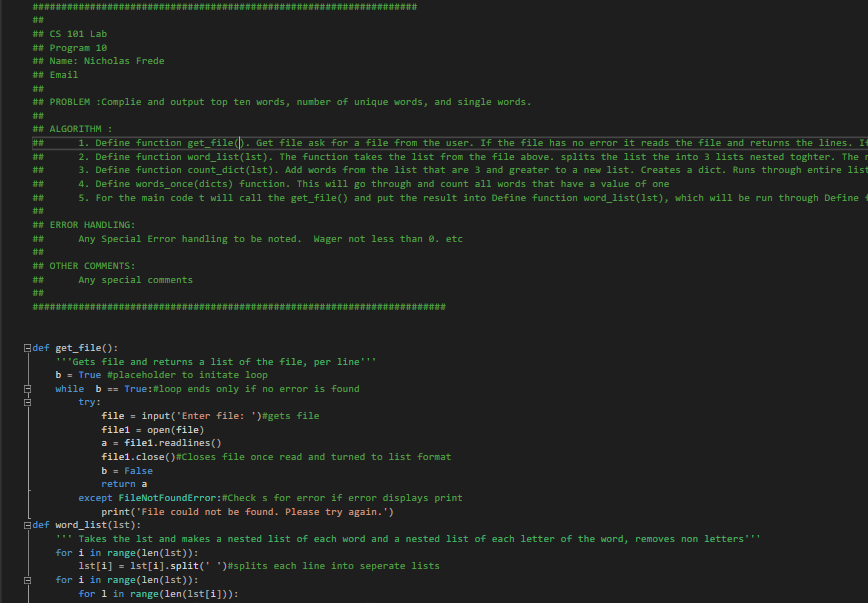 ###################################################################
##
## CS 101 Lab
## Program 10
## Name: Nicholas Frede
## Email
##
## PROBLEM :Complie and output top ten words, number of unique words, and single words.
##
## ALGORITHM :
##      1. Define function get_file(). Get file ask for a file from the user. If the file has no error it reads the file and returns the lines.
##      2. Define function word_list(lst). The function takes the list from the file above. splits the list the into 3 lists nested toghter. The
##      3. Define function count_dict(lst). Add words from the list that are 3 and greater to a new list. Creates a dict. Runs through entire list
##      4. Define words_once(dicts) function. This will go through and count all words that have a value of one
##      5. For the main code t will call the get_file() and put the result into Define function word_list(lst), which will be run through Define
##
## ERROR HANDLING:
##      Any Special Error handling to be noted.  Wager not less than 0. etc
##
## OTHER COMMENTS:
##      Any special comments
##
########################################################################
def get_file():
    '''Gets file and returns a list of the file, per line'''
    b = True #placeholder to initate loop
    while  b == True:#loop ends only if no error is found
        try:
            file = input('Enter file: ')#gets file
            file1 = open(file)
            a = file1.readlines()
            file1.close()#Closes file once read and turned to list format
            b = False
            return a
        except FileNotFoundError:#Check s for error if error displays print
            print('File could not be found. Please try again.')
def word_list(lst):
    ''' Takes the lst and makes a nested list of each word and a nested list of each letter of the word, removes non letters'''
    for i in range(len(lst)):
        lst[i] = lst[i].split(' ')#splits each line into seperate lists
    for i in range(len(lst)):
        for l in range(len(lst[i])):